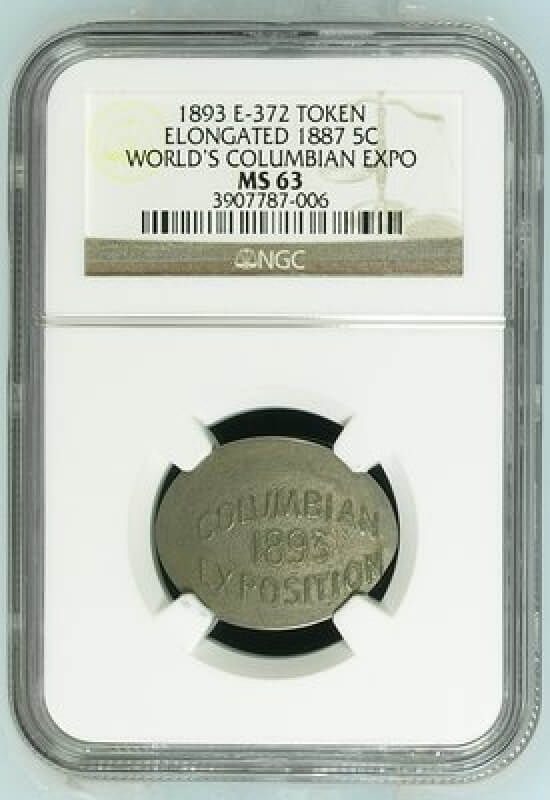 1893 E-372 TOKEN
ELONGATED 1887 5C
WORLD'S COLUMBIAN EXPO
MS 63
3907787-006
NGC
COLUMBIAN
1893
EXPOSITION